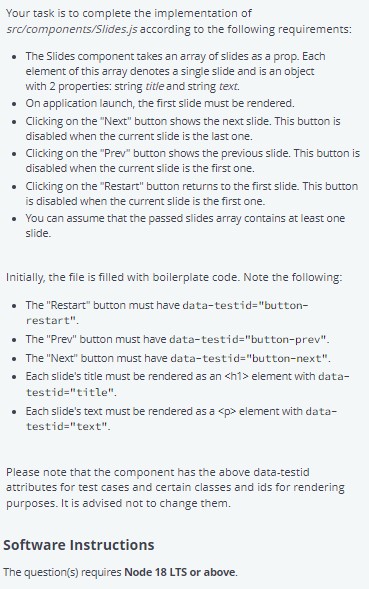 Your task is to complete the implementation of
src/components/Slides.js according to the following requirements:
• The Slides component takes an array of slides as a prop. Each
element of this array denotes a single slide and is an object
with 2 properties: string title and string text.
• On application launch, the first slide must be rendered.
• Clicking on the "Next" button shows the next slide. This button is
disabled when the current slide is the last one.
• Clicking on the "Prev" button shows the previous slide. This button is
disabled when the current slide is the first one.
• Clicking on the "Restart" button returns to the first slide. This button
is disabled when the current slide is the first one.
• You can assume that the passed slides array contains at least one
slide.
Initially, the file is filled with boilerplate code. Note the following:
• The "Restart" button must have data-testid="button-
restart".
• The "Prev" button must have data-testid="button-prev".
• The "Next" button must have data-testid="button-next".
• Each slide's title must be rendered as an <h1> element with data-
testid="title".
• Each slide's text must be rendered as a <p> element with data-
testid="text".
Please note that the component has the above data-testid
attributes for test cases and certain classes and ids for rendering
purposes. It is advised not to change them.
Software Instructions
The question(s) requires Node 18 LTS or above.